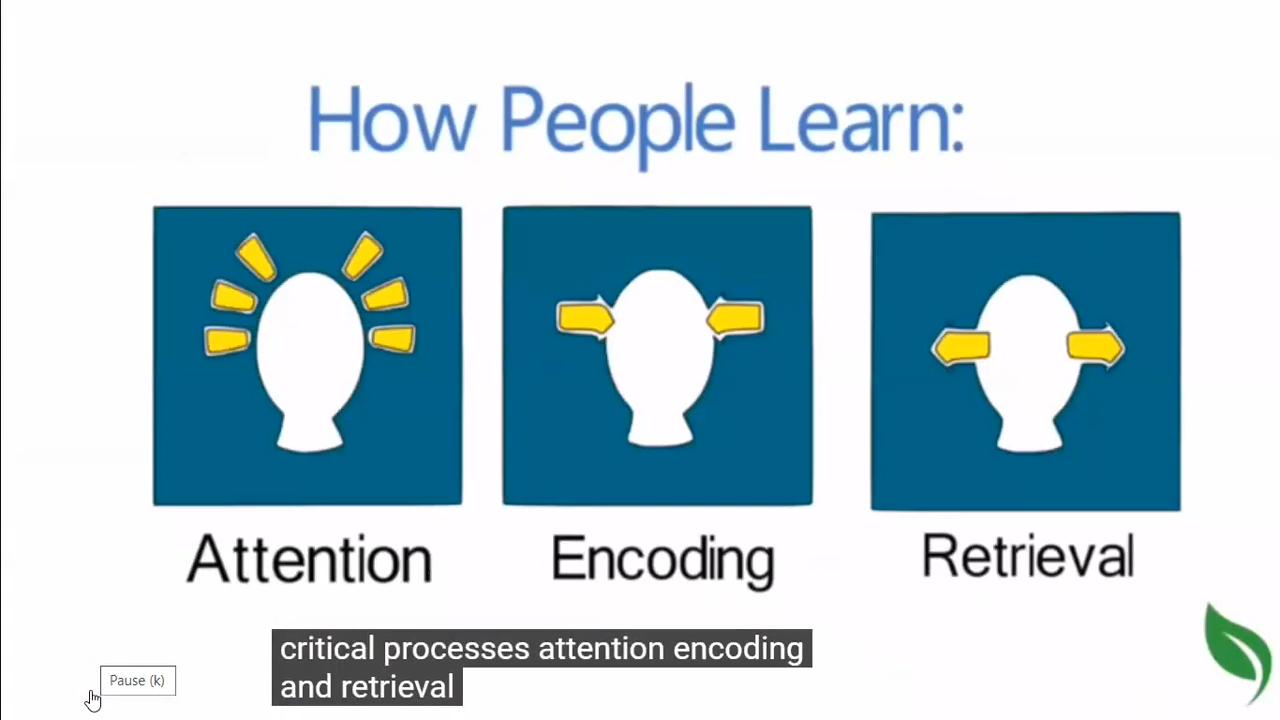 How People Learn:
Attention
Encoding
Retrieval
critical processes attention encoding
and retrieval
Pause (k)